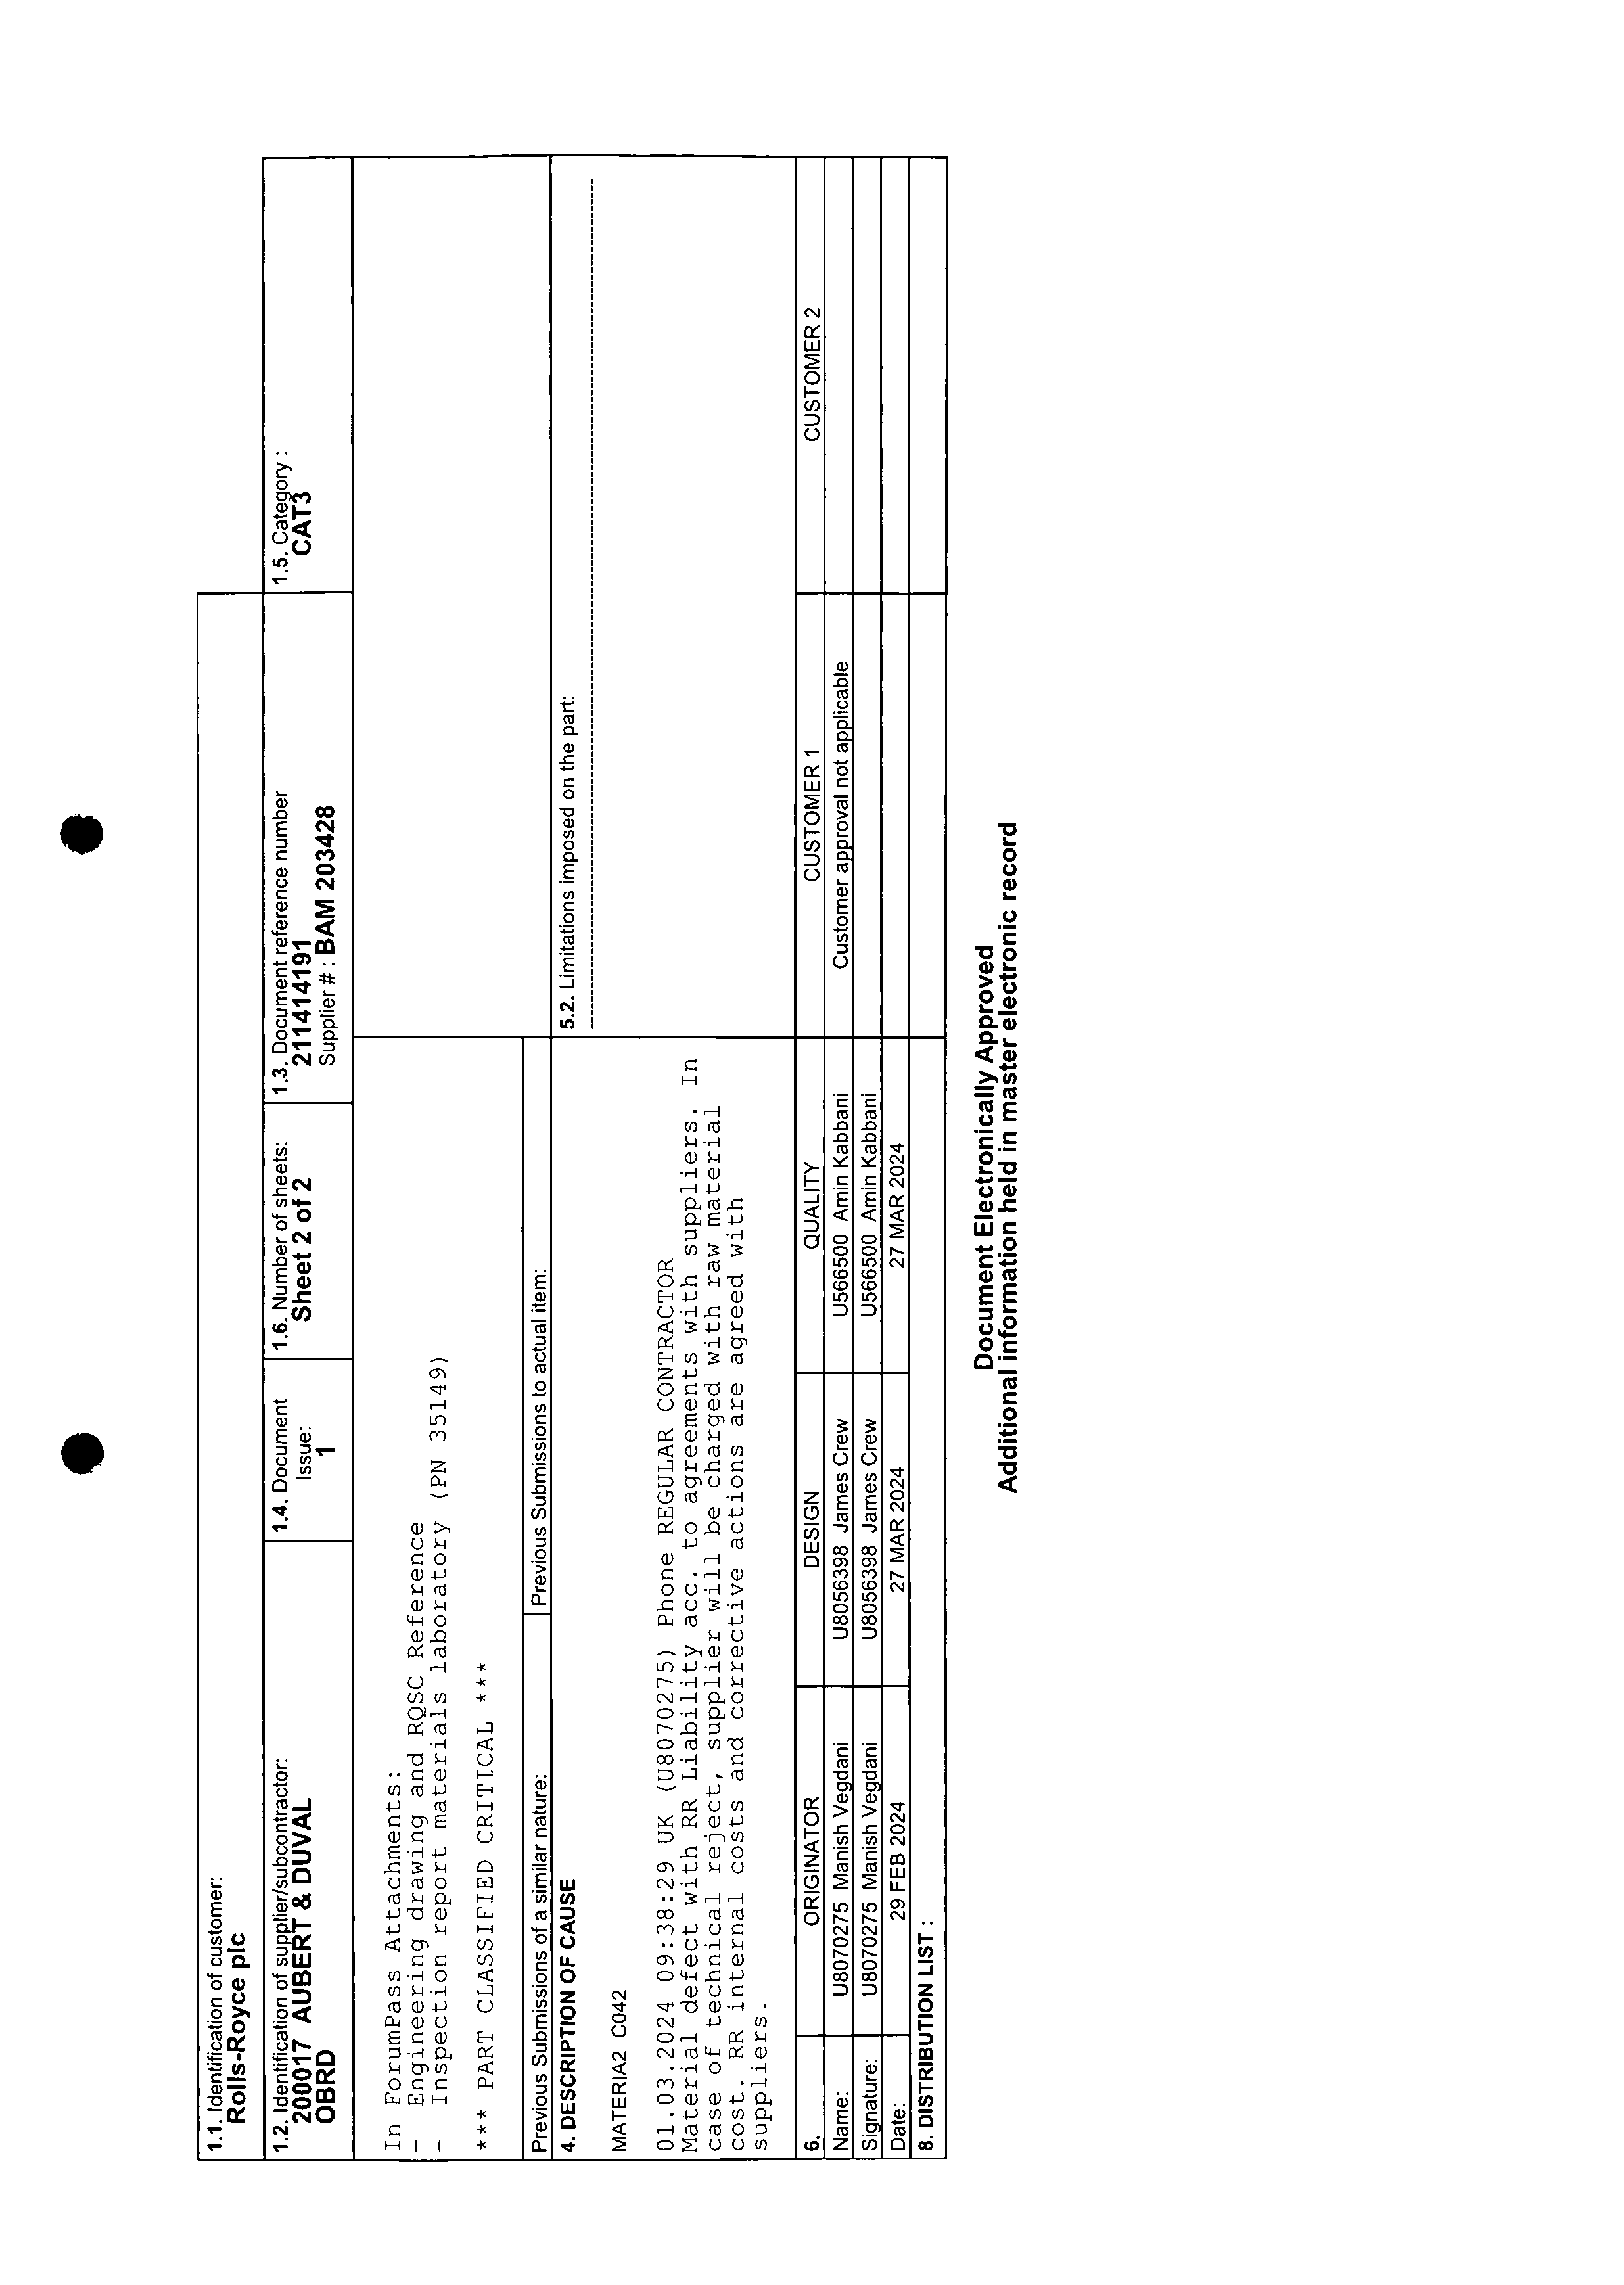 1.1. Identification of customer:
Rolls-Royce plc
1.2. Identification of supplier/subcontractor:
200017 AUBERT & DUVAL
OBRD
1.4. Document
Issue:
1
1.6. Number of sheets:
Sheet 2 of 2
1.3. Document reference number
211414191
Supplier # : BAM 203428
1.5. Category :
CAT3
In ForumPass Attachments:
- Engineering drawing and RQSC Reference
- Inspection report materials laboratory (PN 35149)
*** PART CLASSIFIED CRITICAL ***
Previous Submissions of a similar nature:
Previous Submissions to actual item:
4. DESCRIPTION OF CAUSE
MATERIA2 C042
01.03.2024 09:38:29 UK (U8070275) Phone REGULAR CONTRACTOR
Material defect with RR Liability acc. to agreements with suppliers. In
case of technical reject, supplier will be charged with raw material
cost. RR internal costs and corrective actions are agreed with
suppliers.
5.2. Limitations imposed on the part:
6. ORIGINATOR DESIGN QUALITY CUSTOMER 1 CUSTOMER 2
Name: U8070275 Manish Vegdani U8056398 James Crew U566500 Amin Kabbani Customer approval not applicable
Signature: U8070275 Manish Vegdani U8056398 James Crew U566500 Amin Kabbani
Date: 29 FEB 2024 27 MAR 2024 27 MAR 2024
8. DISTRIBUTION LIST :
Document Electronically Approved
Additional information held in master electronic record